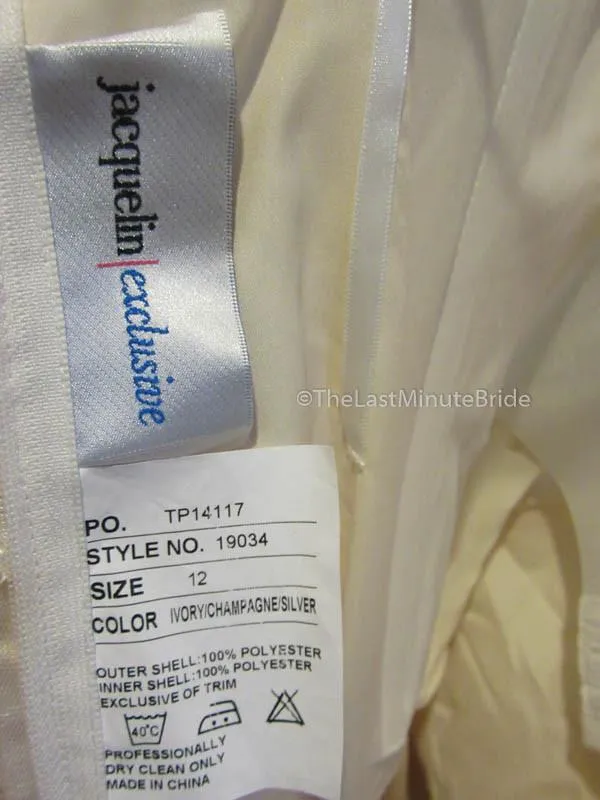 jacquelin|exclusive
©TheLastMinuteBride
PO. TP14117
STYLE NO. 19034
SIZE 12
COLOR IVORY/CHAMPAGNE/SILVER
OUTER SHELL:100% POLYESTER
INNER SHELL:100% POLYESTER
EXCLUSIVE OF TRIM
40°C
PROFESSIONALLY
DRY CLEAN ONLY
MADE IN CHINA